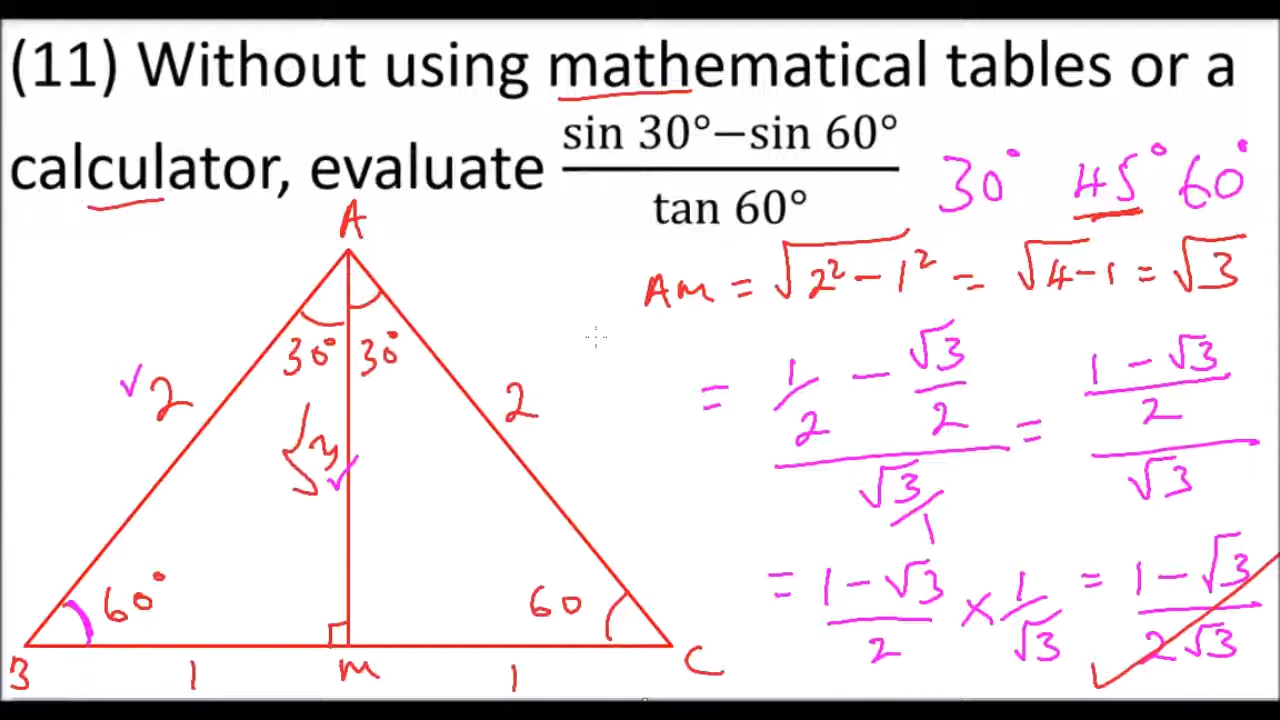 (11) Without using mathematical tables or a
calculator, evaluate (sin 30°−sin 60°)/(tan 60°)
30° 45° 60°
A
AM = √(2² − 1²) = √(4−1) = √3
30° 30°
2 √3 2
= (1/2 − √3/2)/(√3/1) = ((1 − √3)/2)/√3
= (1 − √3)/2 × 1/√3 = (1 − √3)/(2√3)
60° 60
B 1 M 1 C